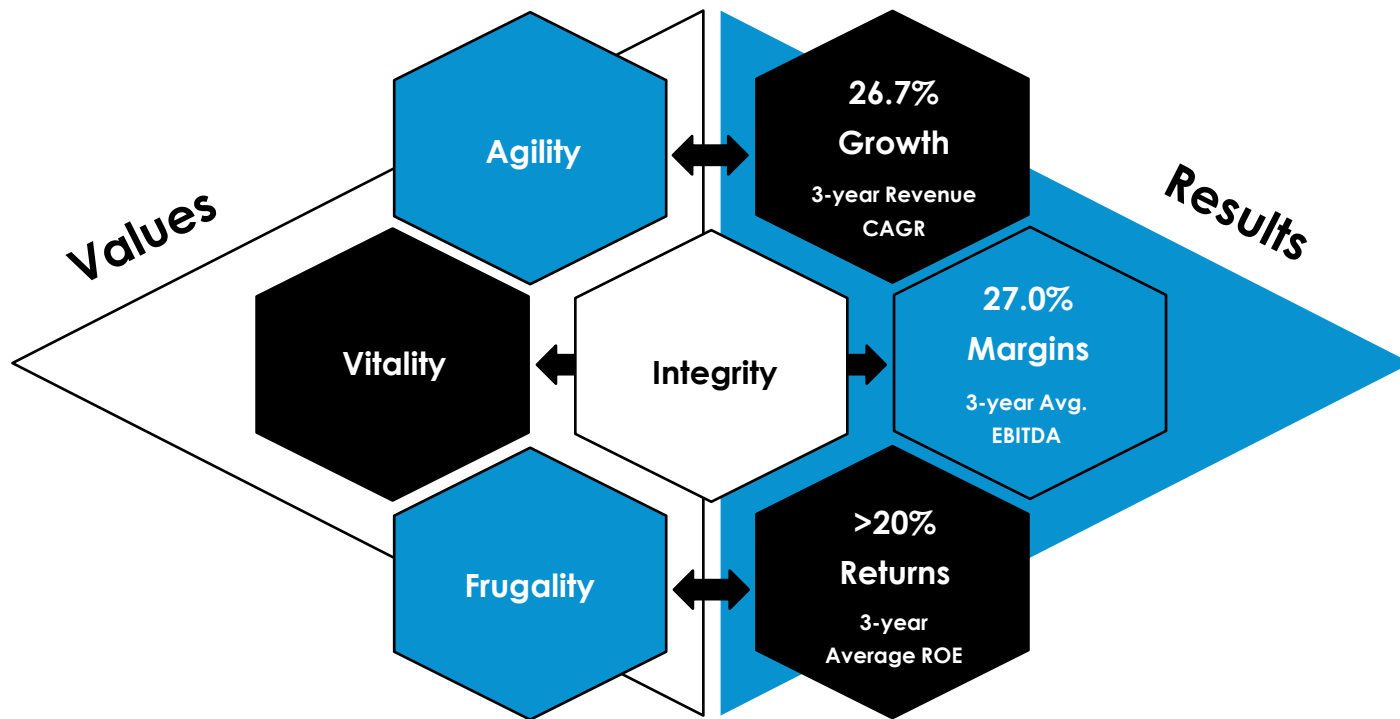 Values
Results
Agility
26.7%
Growth
3-year Revenue
CAGR
Vitality
Integrity
27.0%
Margins
3-year Avg.
EBITDA
Frugality
>20%
Returns
3-year
Average ROE